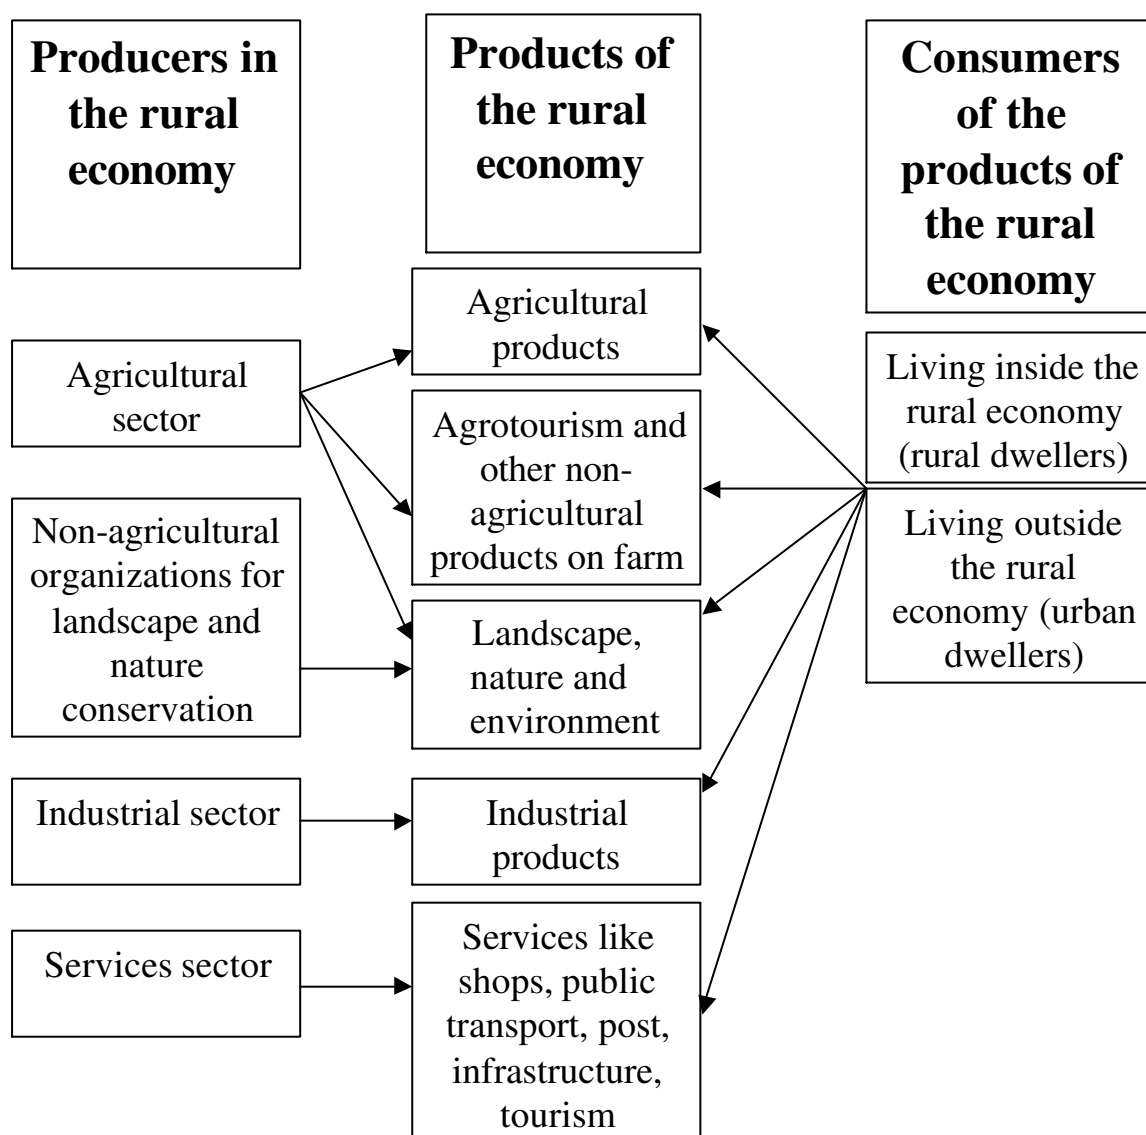 Producers in
the rural
economy
Products of
the rural
economy
Consumers
of the
products of
the rural
economy
Agricultural
sector
Non-agricultural
organizations for
landscape and
nature
conservation
Industrial sector
Services sector
Agricultural
products
Agrotourism and
other non-
agricultural
products on farm
Landscape,
nature and
environment
Industrial
products
Services like
shops, public
transport, post,
infrastructure,
tourism
Living inside the
rural economy
(rural dwellers)
Living outside
the rural
economy (urban
dwellers)